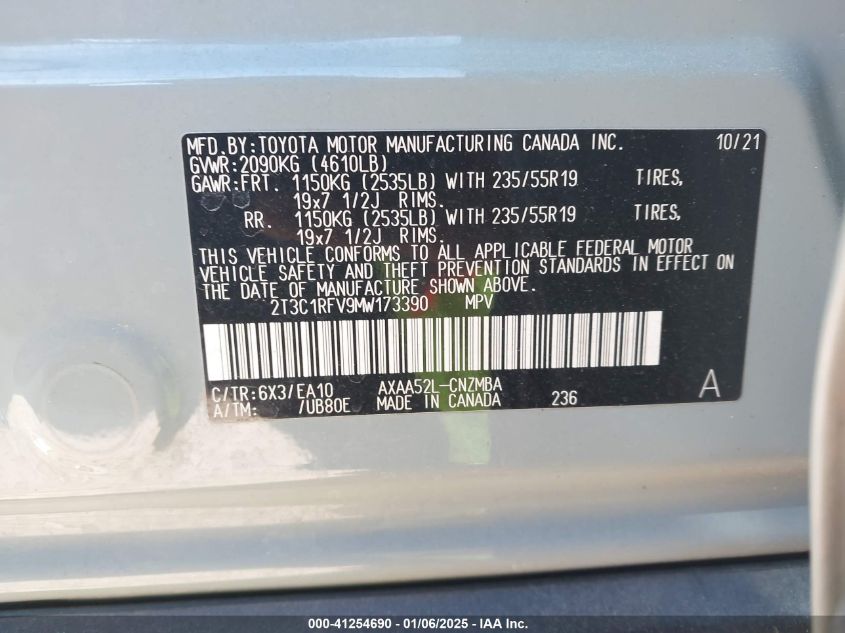 MFD.BY:TOYOTA MOTOR MANUFACTURING CANADA INC. 10/21
GVWR:2090KG (4610LB)
GAWR:FRT. 1150KG (2535LB) WITH 235/55R19 TIRES,
19x7 1/2J RIMS.
RR. 1150KG (2535LB) WITH 235/55R19 TIRES,
19x7 1/2J RIMS.
THIS VEHICLE CONFORMS TO ALL APPLICABLE FEDERAL MOTOR
VEHICLE SAFETY AND THEFT PREVENTION STANDARDS IN EFFECT ON
THE DATE OF MANUFACTURE SHOWN ABOVE.
2T3C1RFV9MW173390 MPV
C/TR:6X3/EA10 AXAA52L-CNZMBA A
A/TM: /UB80E MADE IN CANADA 236
000-41254690 - 01/06/2025 - © IAA Inc.